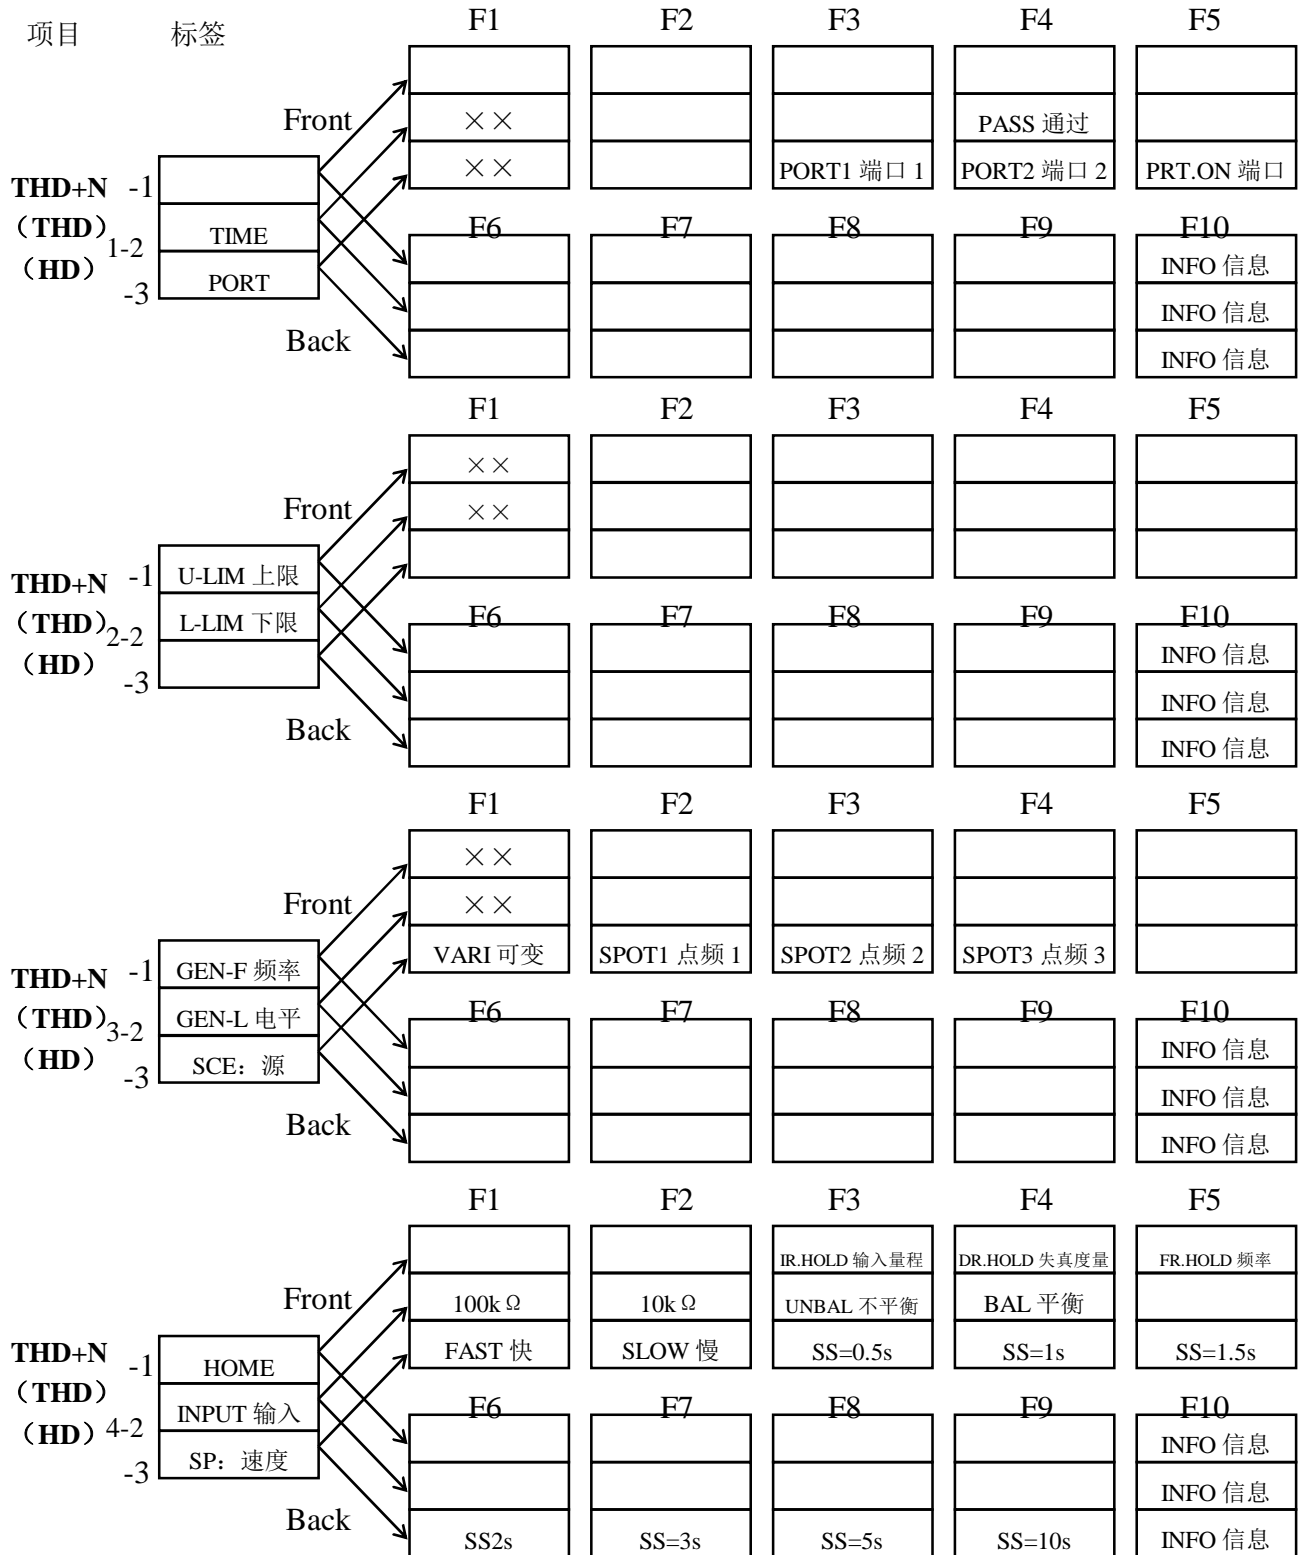 项目 标签 F1 F2 F3 F4 F5
Front ×× PASS 通过
×× PORT1 端口 1 PORT2 端口 2 PRT.ON 端口
THD+N -1
（THD） 1-2 TIME F6 F7 F8 F9 F10
（HD） -3 PORT INFO 信息
INFO 信息
Back INFO 信息
F1 F2 F3 F4 F5
××
Front ××
THD+N -1 U-LIM 上限
（THD） 2-2 L-LIM 下限 F6 F7 F8 F9 F10
（HD） -3 INFO 信息
INFO 信息
Back INFO 信息
F1 F2 F3 F4 F5
××
Front ××
VARI 可变 SPOT1 点频 1 SPOT2 点频 2 SPOT3 点频 3
THD+N -1 GEN-F 频率
（THD） 3-2 GEN-L 电平 F6 F7 F8 F9 F10
（HD） -3 SCE：源 INFO 信息
INFO 信息
Back INFO 信息
F1 F2 F3 F4 F5
IR.HOLD 输入量程 DR.HOLD 失真度量 FR.HOLD 频率
Front 100k Ω 10k Ω UNBAL 不平衡 BAL 平衡
FAST 快 SLOW 慢 SS=0.5s SS=1s SS=1.5s
THD+N -1 HOME
（THD） 4-2 INPUT 输入 F6 F7 F8 F9 F10
（HD） -3 SP：速度 INFO 信息
INFO 信息
Back SS2s SS=3s SS=5s SS=10s INFO 信息